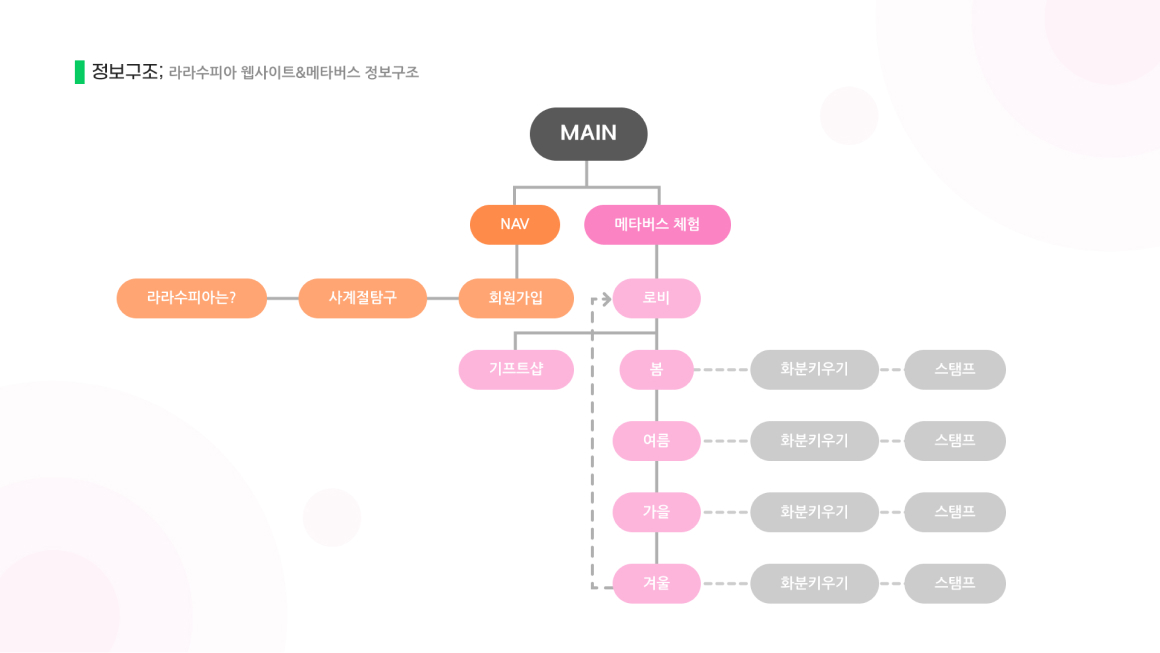 정보구조; 라라수피아 웹사이트&메타버스 정보구조
MAIN
NAV
메타버스 체험
라라수피아는?
사계절탐구
회원가입
로비
기프트샵
봄
화분키우기
스탬프
여름
화분키우기
스탬프
가을
화분키우기
스탬프
겨울
화분키우기
스탬프